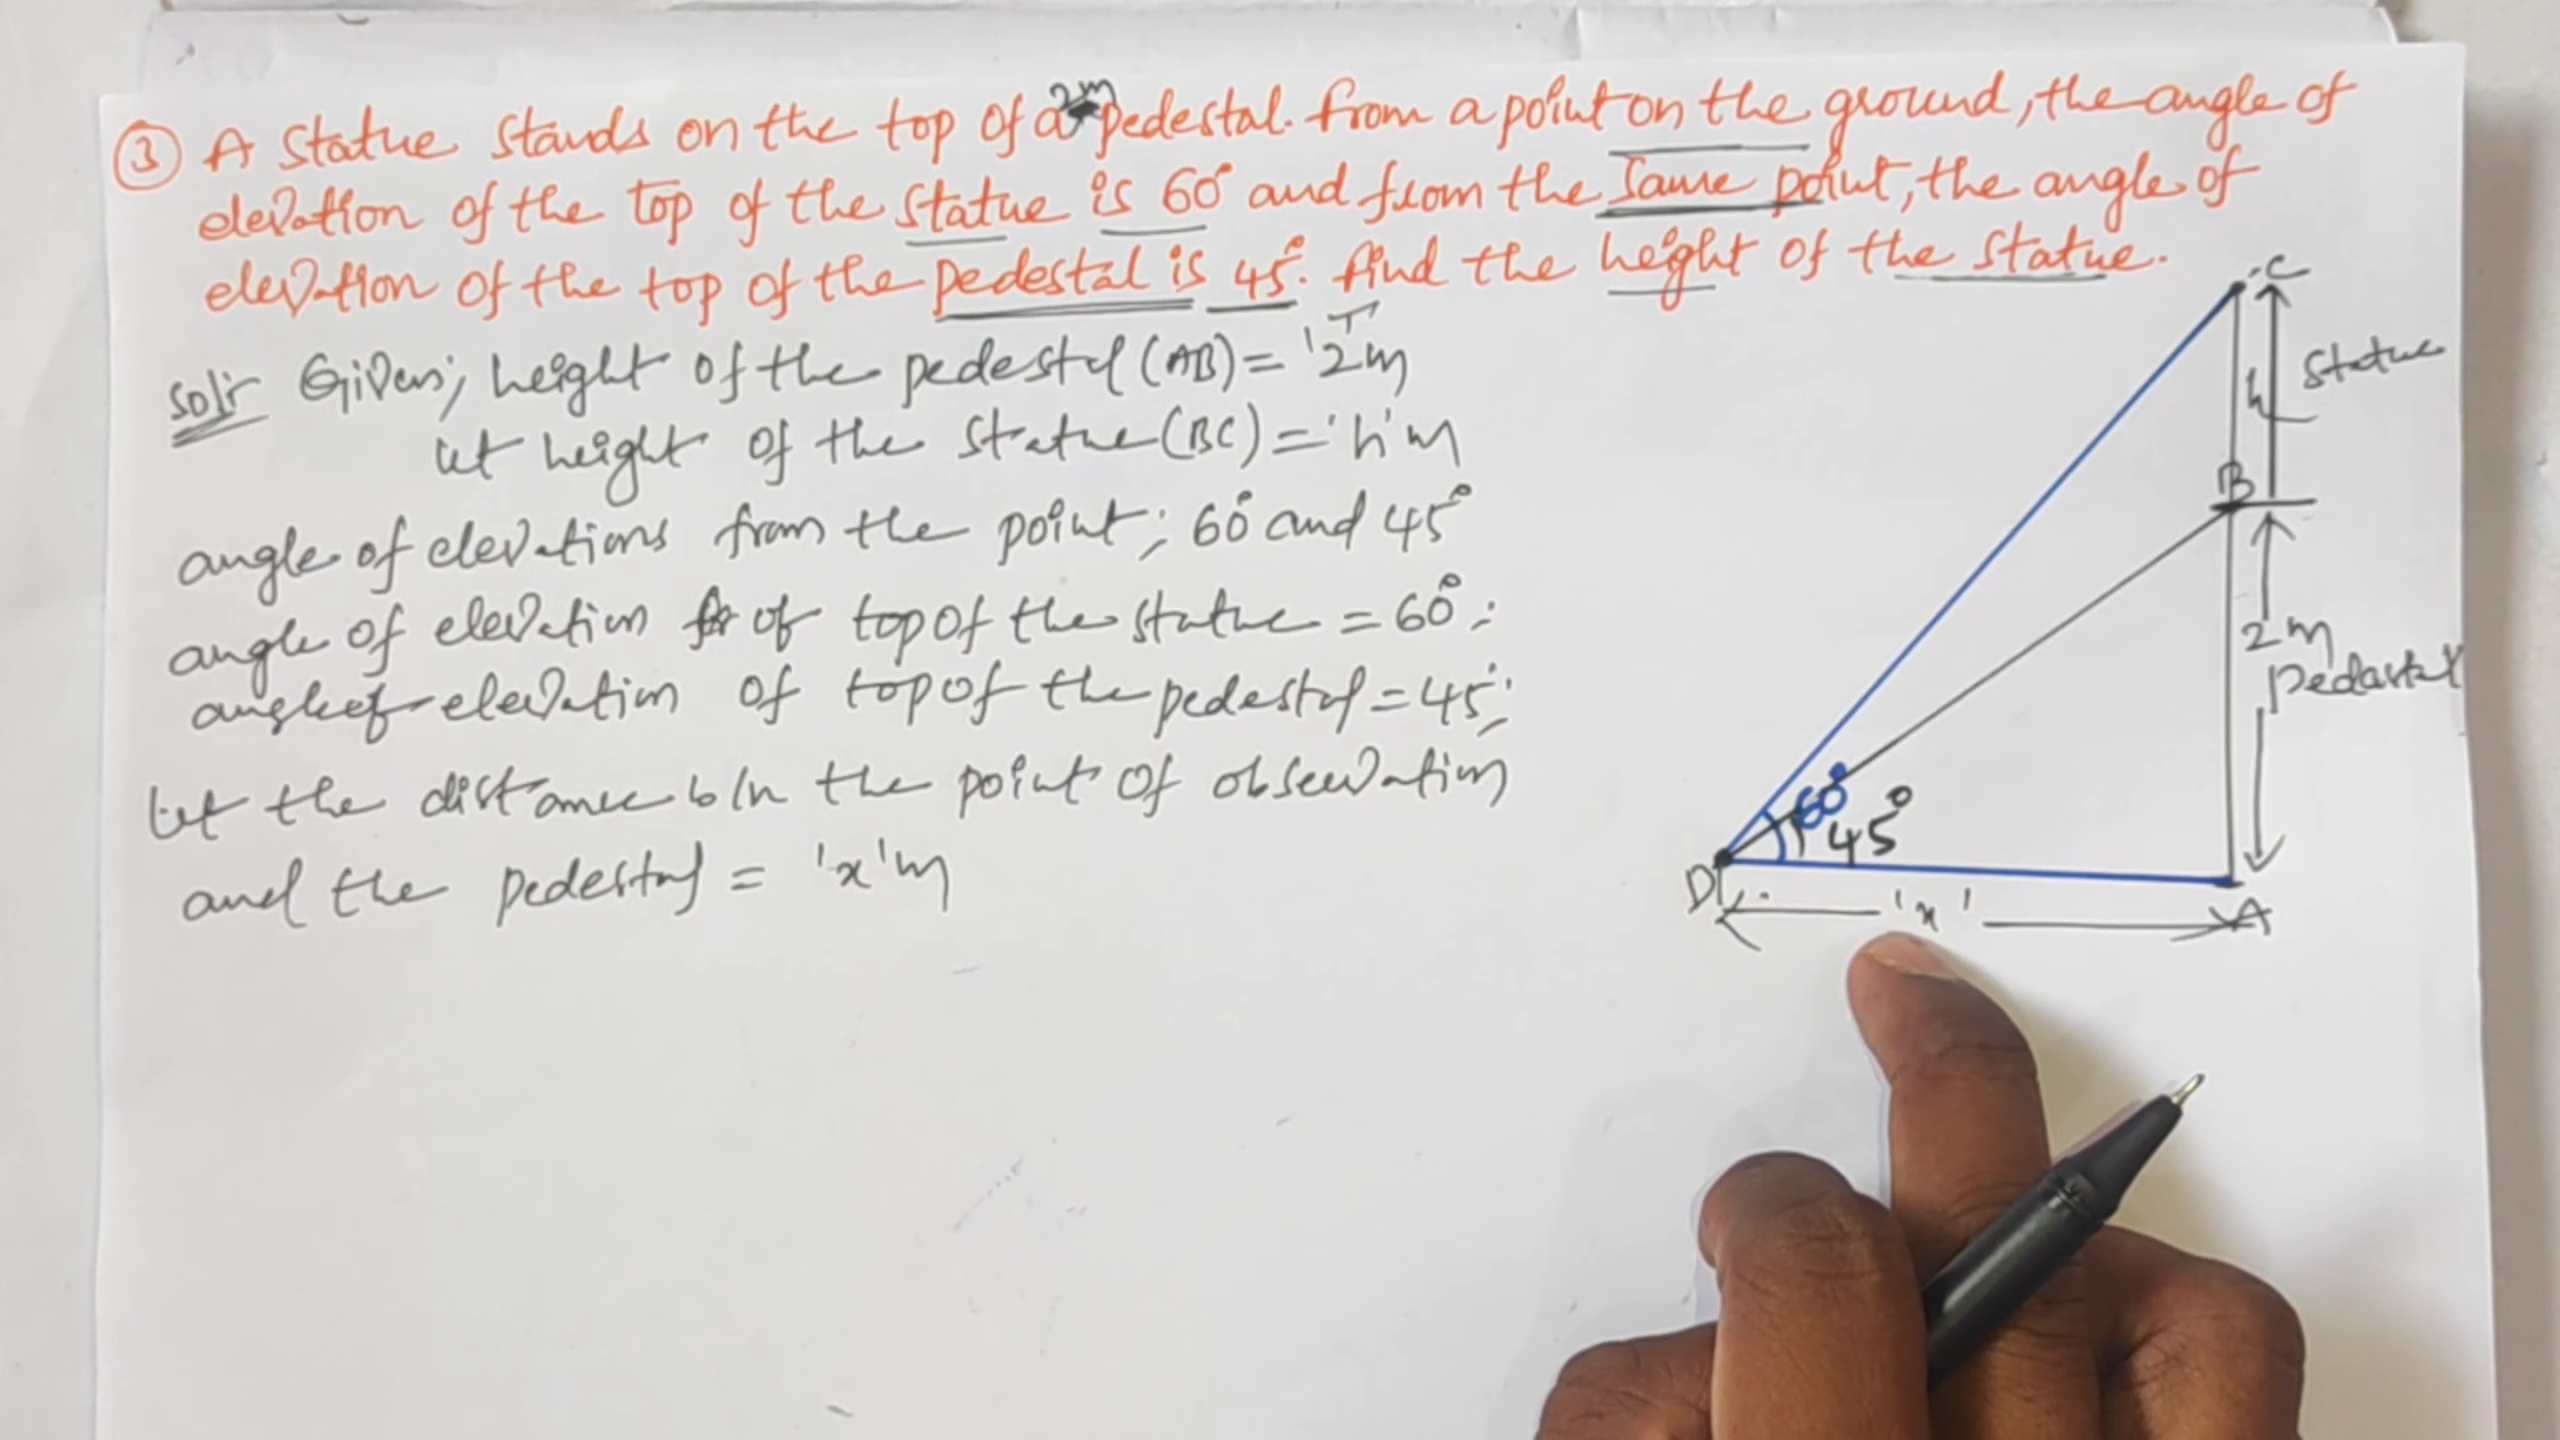 ③ A Statue stands on the top of a 2m pedestal. from a point on the ground, the angle of
elevation of the top of the statue is 60° and from the same point, the angle of
elevation of the top of the pedestal is 45°. find the height of the statue.
Given; height of the pedestal (AB) = '2'm
let height of the statue (BC) = 'h'm
angle of elevations from the point; 60° and 45°
angle of elevation of top of the statue = 60°
angle of elevation of top of the pedestal = 45°
let the distance b/n the point of observation
and the pedestal = 'x'm
C
h
statue
B
2m
pedastal
60°
45°
D
'x'
A